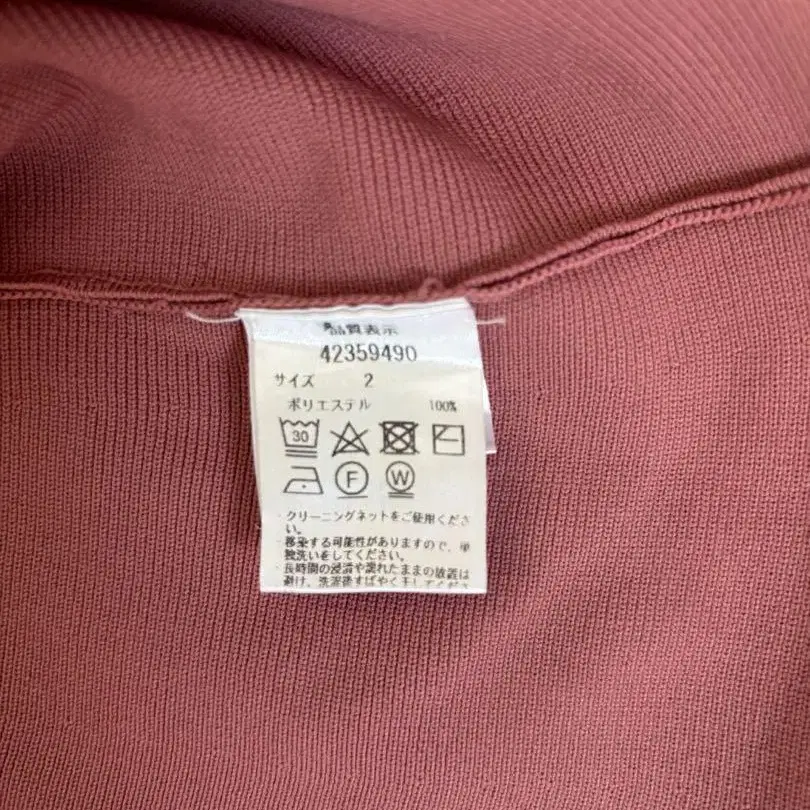 品質表示
42359490
サイズ 2
ポリエステル 100%
30
F W
・クリーニングネットをご使用くださ
い。
・移染する可能性がありますので、単
独洗いをしてください。
・長時間の浸漬や濡れたままの放置は
避け、洗濯後すばやく干してくださ